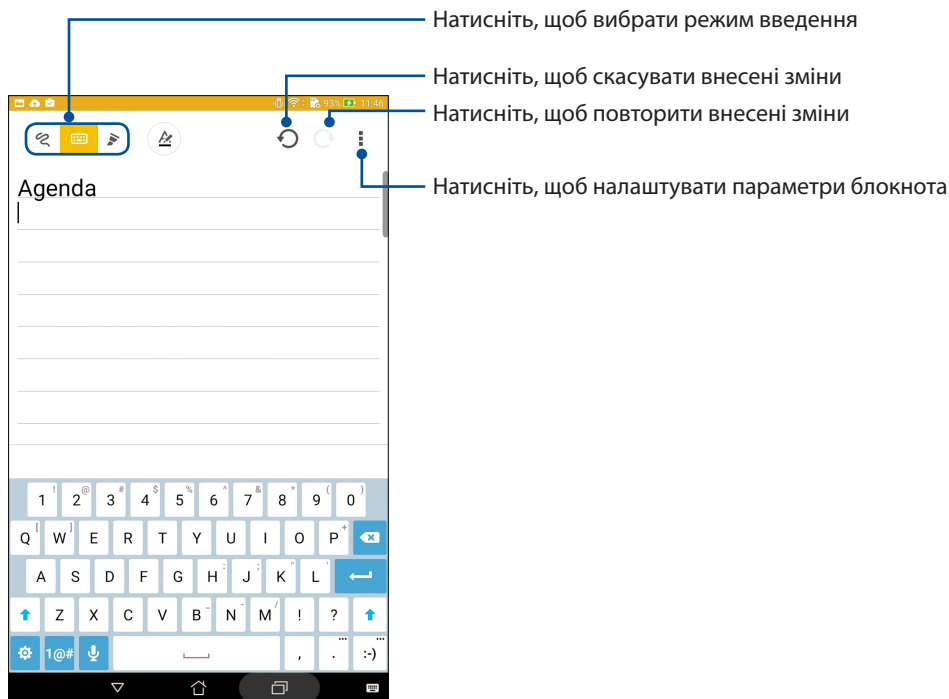 Натисніть, щоб вибрати режим введення
Натисніть, щоб скасувати внесені зміни
Натисніть, щоб повторити внесені зміни
Натисніть, щоб налаштувати параметри блокнота
93% 11:46
Agenda
1 ! 2 @ 3 # 4 $ 5 % 6 ^ 7 & 8 * 9 ( 0 )
Q [ W ] E R T Y U I O P +
A S D F G H : J ; K " L '
Z X C V B _ N - M / ! ?
1@# , . ... :-) ...